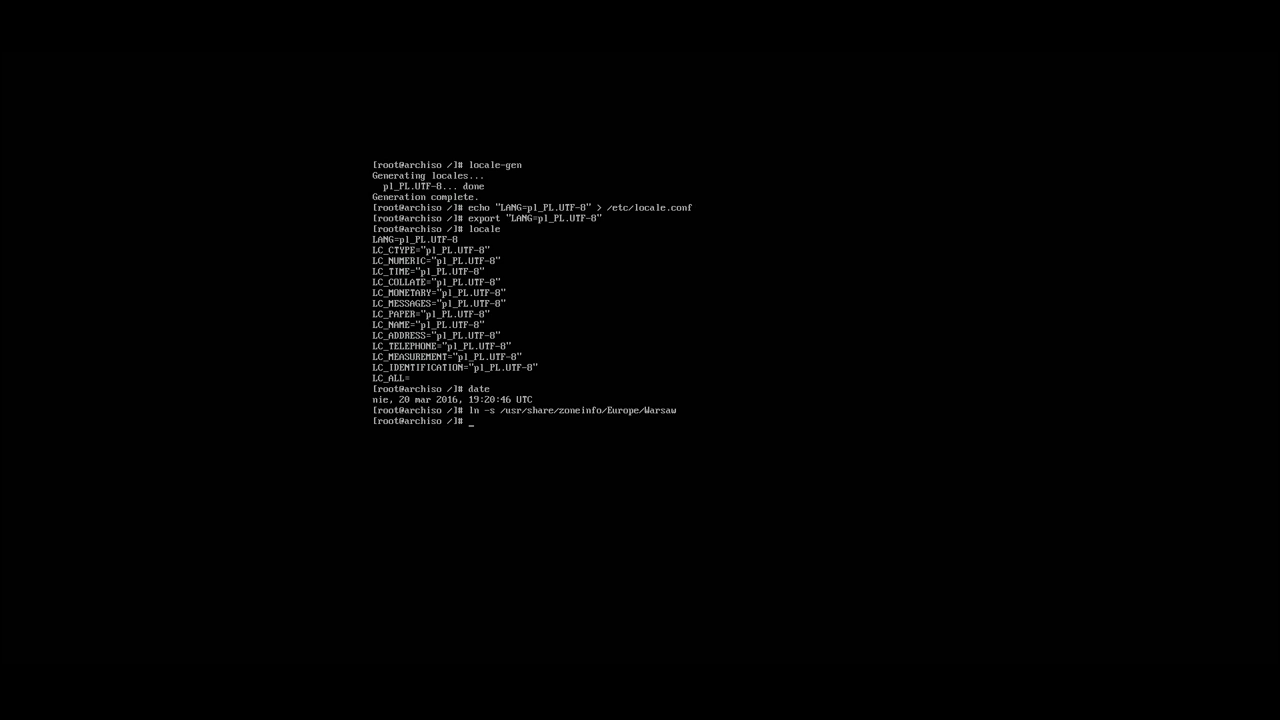 [root@archiso /]# locale-gen
Generating locales...
  pl_PL.UTF-8... done
Generation complete.
[root@archiso /]# echo "LANG=pl_PL.UTF-8" > /etc/locale.conf
[root@archiso /]# export "LANG=pl_PL.UTF-8"
[root@archiso /]# locale
LANG=pl_PL.UTF-8
LC_CTYPE="pl_PL.UTF-8"
LC_NUMERIC="pl_PL.UTF-8"
LC_TIME="pl_PL.UTF-8"
LC_COLLATE="pl_PL.UTF-8"
LC_MONETARY="pl_PL.UTF-8"
LC_MESSAGES="pl_PL.UTF-8"
LC_PAPER="pl_PL.UTF-8"
LC_NAME="pl_PL.UTF-8"
LC_ADDRESS="pl_PL.UTF-8"
LC_TELEPHONE="pl_PL.UTF-8"
LC_MEASUREMENT="pl_PL.UTF-8"
LC_IDENTIFICATION="pl_PL.UTF-8"
LC_ALL=
[root@archiso /]# date
nie, 20 mar 2016, 19:20:46 UTC
[root@archiso /]# ln -s /usr/share/zoneinfo/Europe/Warsaw
[root@archiso /]# _